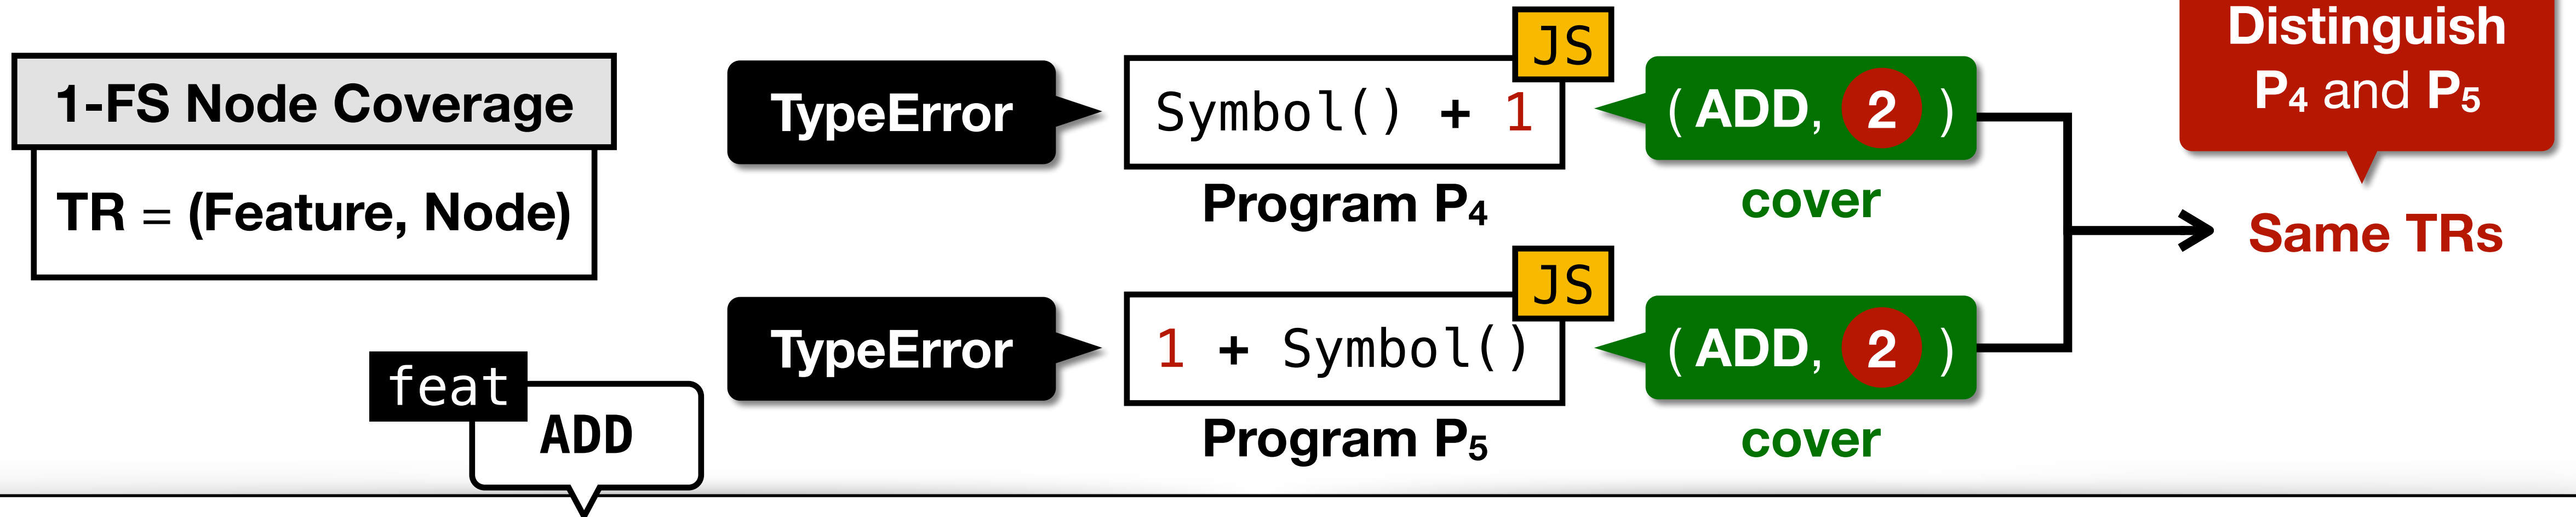 1-FS Node Coverage
TR = (Feature, Node)
feat
ADD
TypeError
JS
Symbol() + 1
Program P₄
( ADD, 2 )
cover
TypeError
JS
1 + Symbol()
Program P₅
( ADD, 2 )
cover
Distinguish
P₄ and P₅
Same TRs